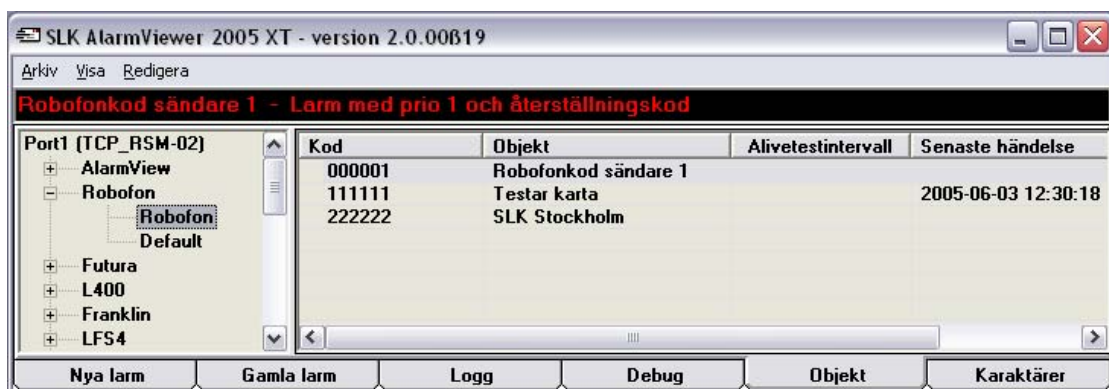 SLK AlarmViewer 2005 XT - version 2.0.00ß19
Arkiv Visa Redigera
Robofonkod sändare 1 - Larm med prio 1 och återställningskod
Port1 (TCP_RSM-02)
AlarmView
Robofon
Robofon
Default
Futura
L400
Franklin
LFS4
Kod Objekt Alivetestintervall Senaste händelse
000001 Robofonkod sändare 1
111111 Testar karta 2005-06-03 12:30:18
222222 SLK Stockholm
Nya larm Gamla larm Logg Debug Objekt Karaktärer